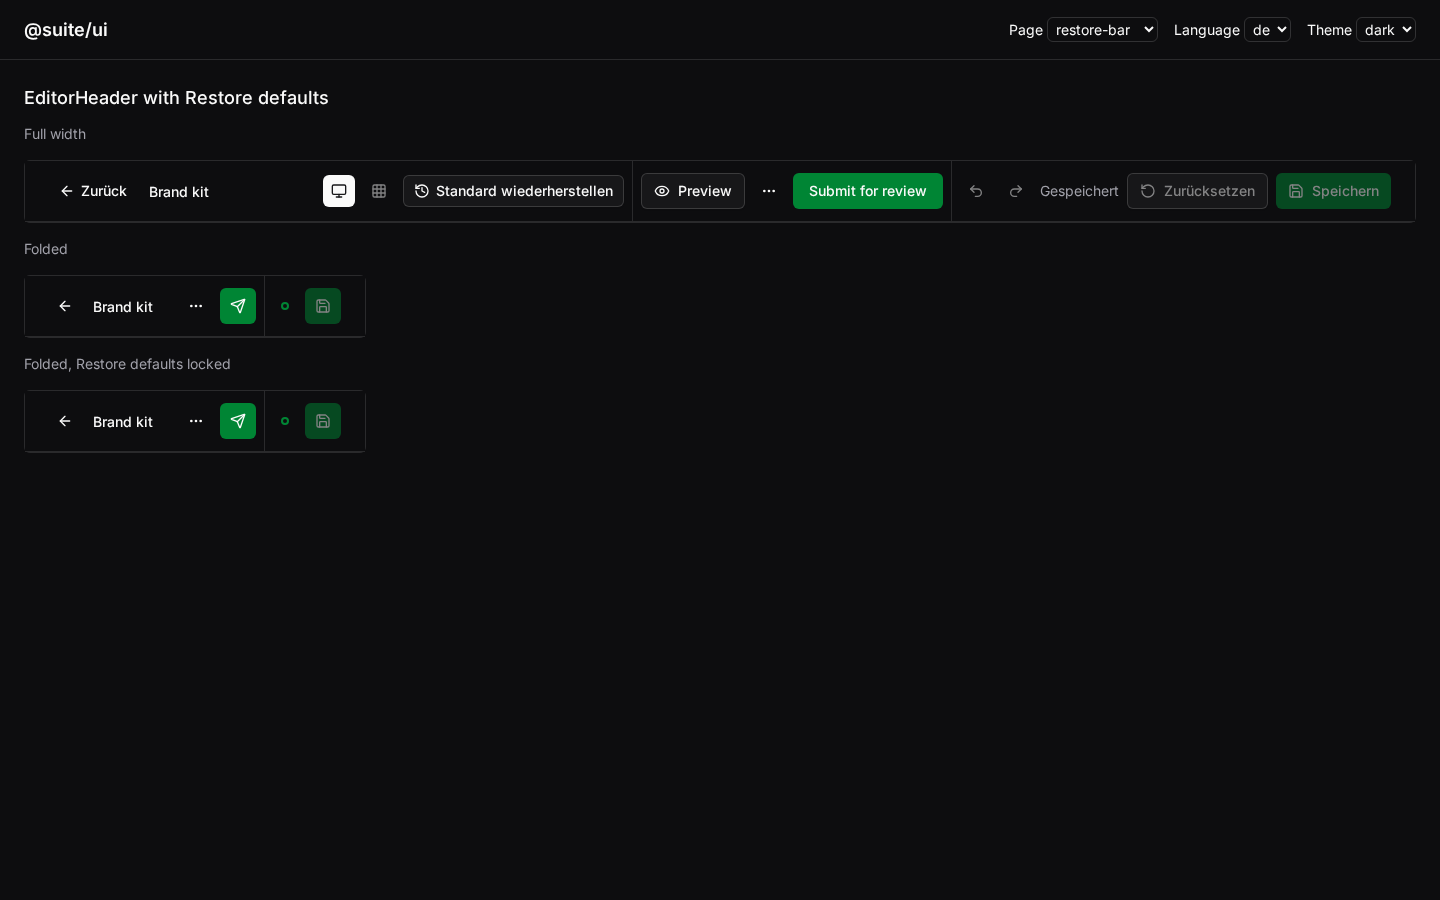 @suite/ui
Page restore-bar Language de Theme dark
EditorHeader with Restore defaults
Full width
Zurück Brand kit Standard wiederherstellen Preview Submit for review Gespeichert Zurücksetzen Speichern
Folded
Brand kit
Folded, Restore defaults locked
Brand kit